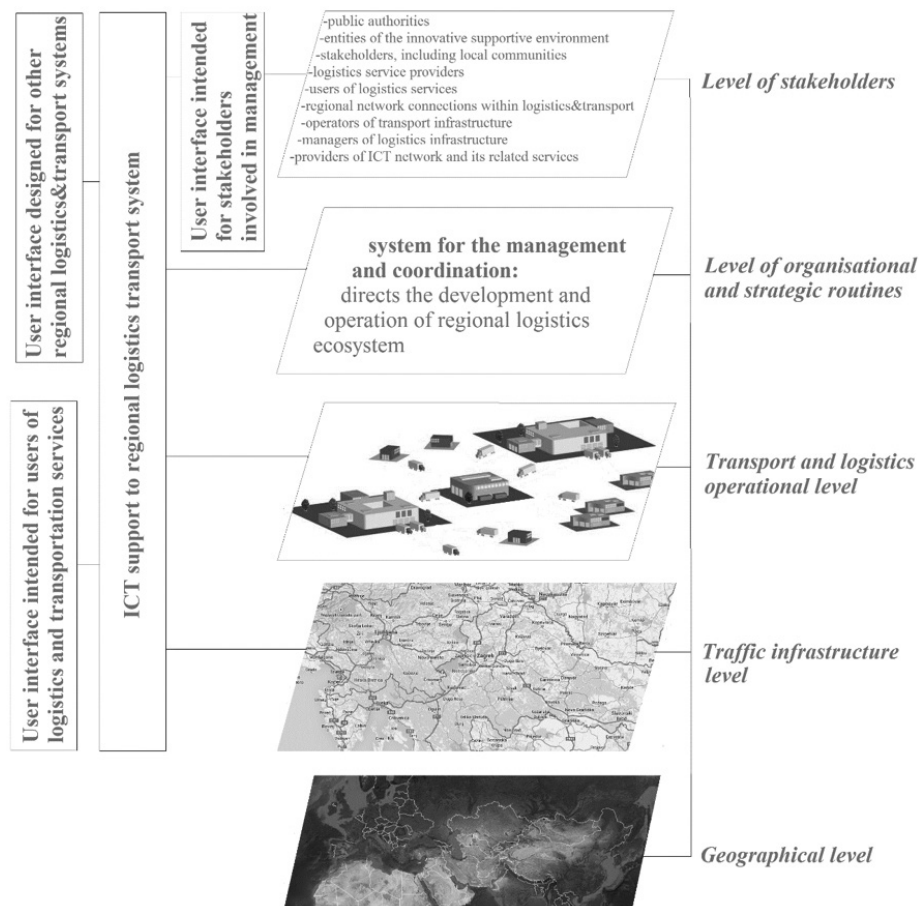 User interface designed for other
regional logistics&transport systems
User interface intended for users of
logistics and transportation services
ICT support to regional logistics transport system
User interface intended
for stakeholders
involved in management
-public authorities
-entities of the innovative supportive environment
-stakeholders, including local communities
-logistics service providers
-users of logistics services
-regional network connections within logistics&transport
-operators of transport infrastructure
-managers of logistics infrastructure
-providers of ICT network and its related services
Level of stakeholders
system for the management
and coordination:
directs the development and
operation of regional logistics
ecosystem
Level of organisational
and strategic routines
Transport and logistics
operational level
Traffic infrastructure
level
Zagreb
Geographical level